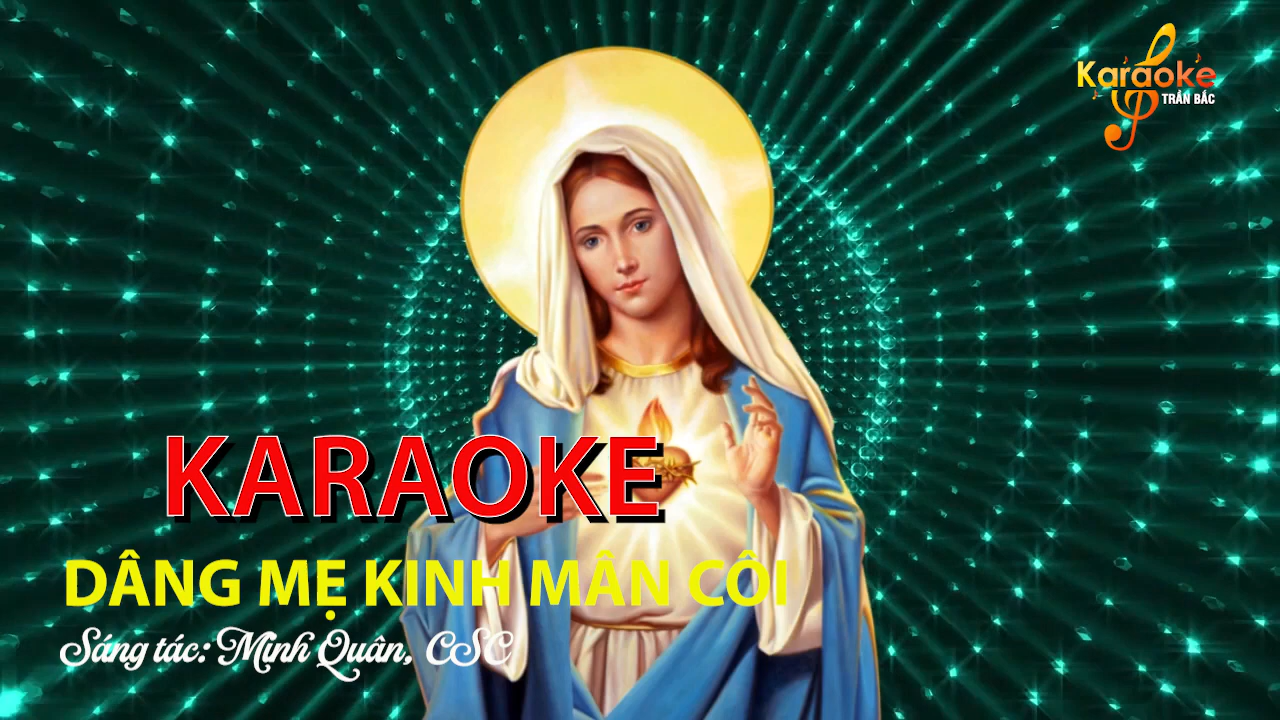 Karaoke
TRẦN BẮC
KARAOKE
DÂNG MẸ KINH MÂN CÔI
Sáng tác: Minh Quân, CSC